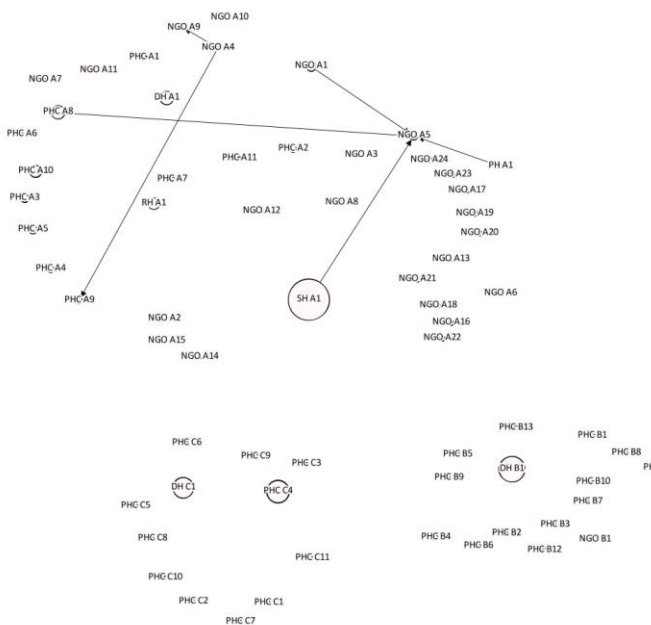 NGO A10
NGO A9
NGO A4
PHC A1
NGO A1
NGO A11
NGO A7
DH A1
PHC A8
NGO A5
PHC A6
PHC A2
NGO A3
PHC A11
NGO A24
PH A1
PHC A10
NGO A23
PHC A7
NGO A17
PHC A3
RH A1
NGO A8
NGO A12
NGO A19
PHC A5
NGO A20
NGO A13
PHC A4
NGO A21
NGO A6
PHC A9
SH A1
NGO A18
NGO A2
NGO A16
NGO A15
NGO A22
NGO A14
PHC B13
PHC B1
PHC C6
PHC B8
PHC C9
PHC B5
PHC C3
DH B1
PH
PHC B9
PHC B10
DH C1
PHC C4
PHC B7
PHC C5
PHC B3
PHC B2
PHC B4
PHC C8
NGO B1
PHC B6
PHC B12
PHC C11
PHC C10
PHC C2
PHC C1
PHC C7